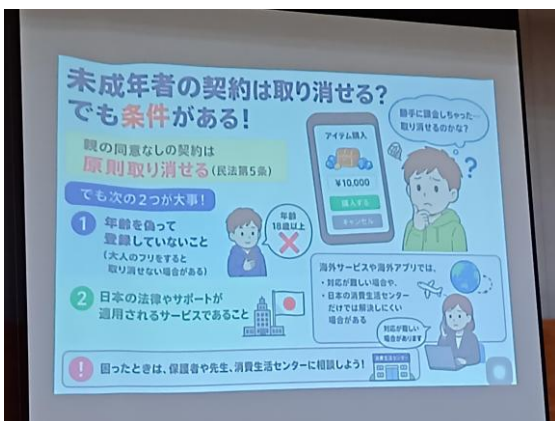 未成年者の契約は取り消せる？
でも条件がある！
親の同意なしの契約は
原則取り消せる(民法第5条)
でも次の2つが大事！
1 年齢を偽って
登録していないこと
(大人のフリをすると
取り消せない場合がある)
年齢
18歳以上
2 日本の法律やサポートが
適用されるサービスであること
アイテム購入
¥10,000
購入する
キャンセル
勝手に課金しちゃった…
取り消せるのかな？
?
海外サービスや海外アプリでは、
・対応が難しい場合や、
・日本の消費生活センター
だけでは解決しにくい
場合がある
対応が難しい
場合があります
! 困ったときは、保護者や先生、消費生活センターに相談しよう！
消費生活センター